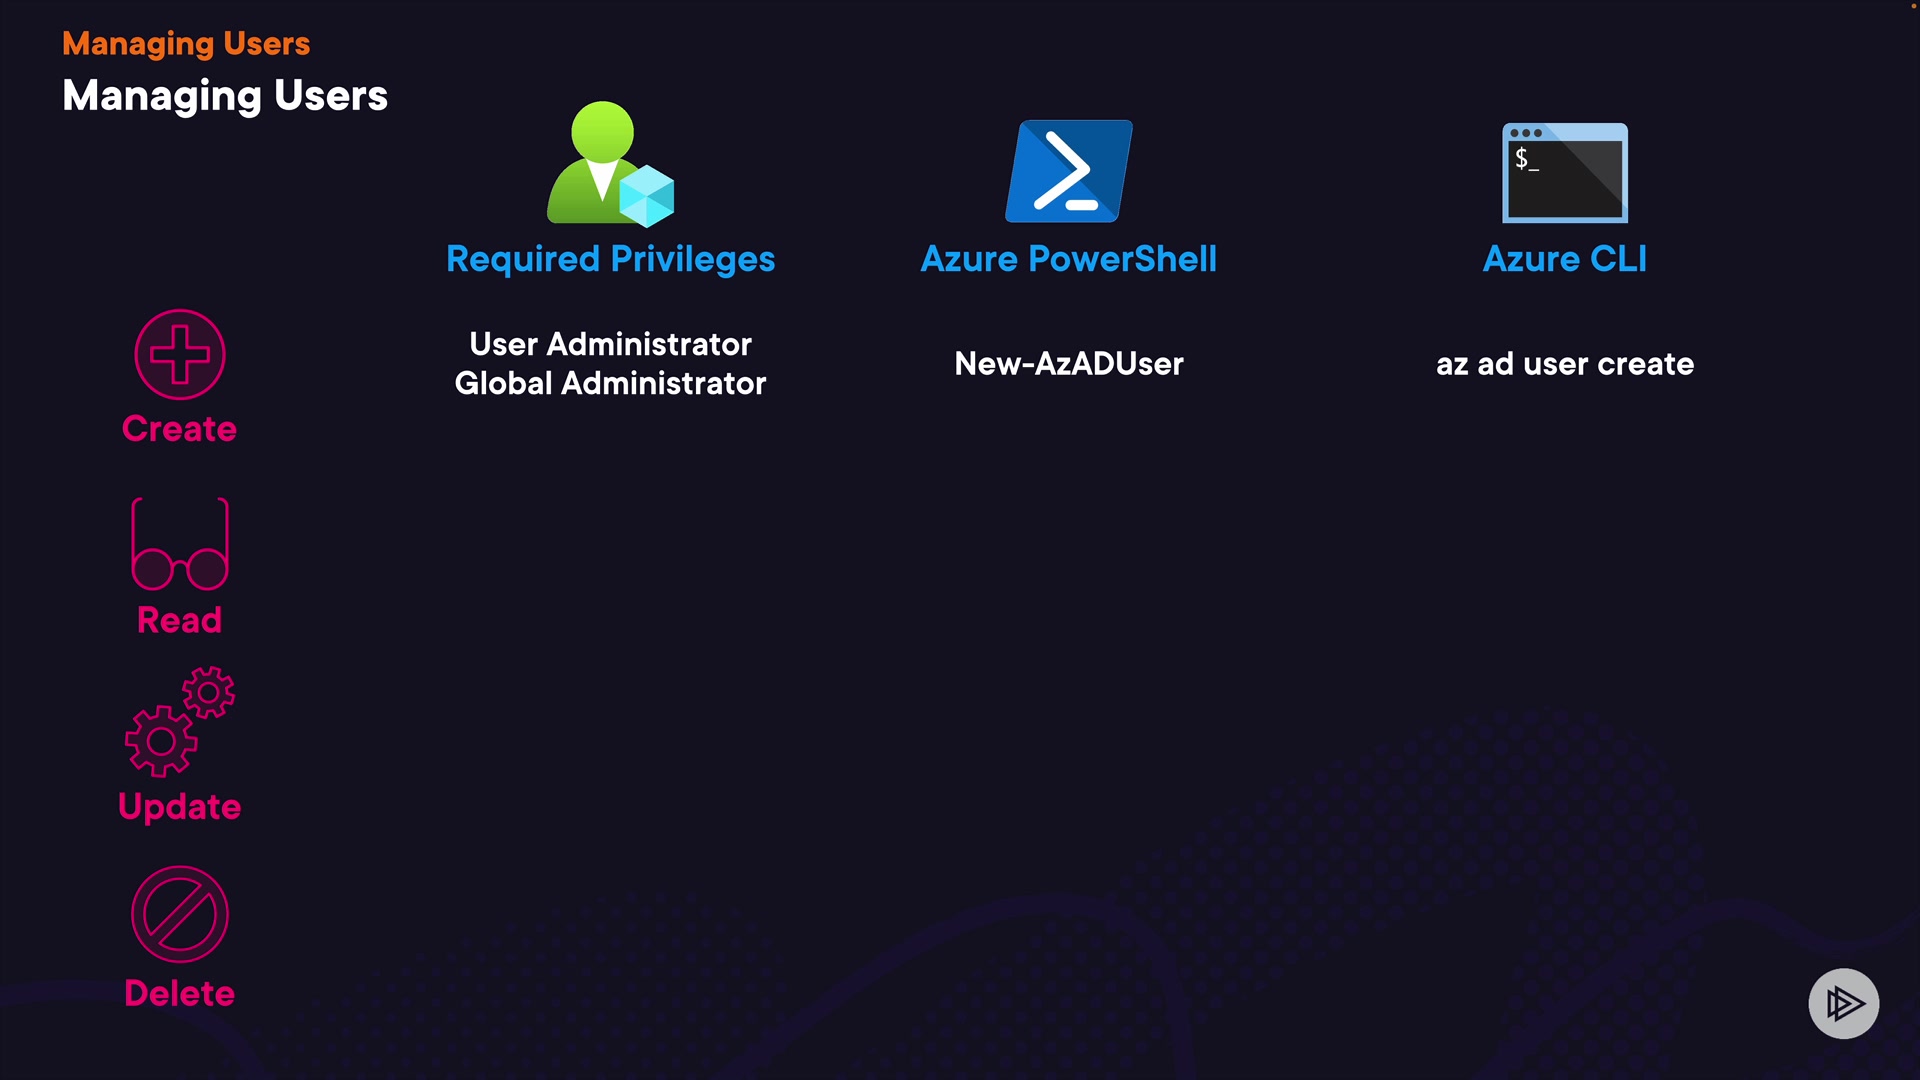 Managing Users
Managing Users
$_
Required Privileges
Azure PowerShell
Azure CLI
User Administrator
Global Administrator
New-AzADUser
az ad user create
Create
Read
Update
Delete